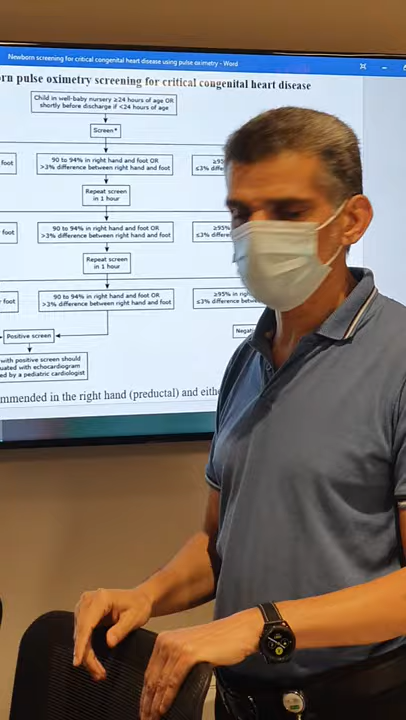 Newborn screening for critical congenital heart disease using pulse oximetry - Word
rn pulse oximetry screening for critical congenital heart disease
Child in well-baby nursery ≥24 hours of age OR
shortly before discharge if <24 hours of age
Screen*
foot
90 to 94% in right hand and foot OR
>3% difference between right hand and foot
≥95
≤3% diffe
Repeat screen
in 1 hour
foot
90 to 94% in right hand and foot OR
>3% difference between right hand and foot
≥95%
≤3% differe
Repeat screen
in 1 hour
foot
90 to 94% in right hand and foot OR
>3% difference between right hand and foot
≥95% in righ
≤3% difference betw
Positive screen
Negat
with positive screen should
uated with echocardiogram
ed by a pediatric cardiologist
mmended in the right hand (preductal) and eithe